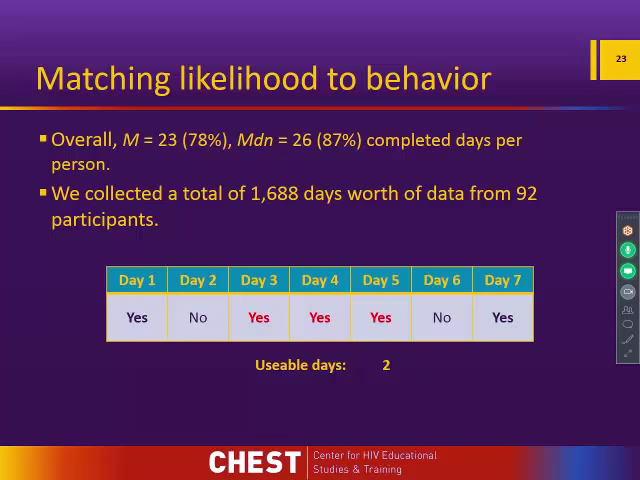 23
Matching likelihood to behavior
Overall, M = 23 (78%), Mdn = 26 (87%) completed days per
person.
We collected a total of 1,688 days worth of data from 92
participants.
Day 1 Day 2 Day 3 Day 4 Day 5 Day 6 Day 7
Yes No Yes Yes Yes No Yes
Useable days: 2
CHEST Center for HIV Educational
Studies & Training